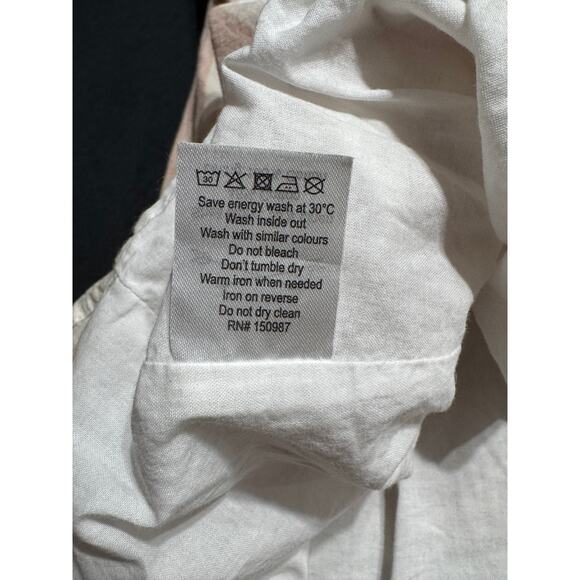 30
Save energy wash at 30°C
Wash inside out
Wash with similar colours
Do not bleach
Don't tumble dry
Warm iron when needed
Iron on reverse
Do not dry clean
RN# 150987